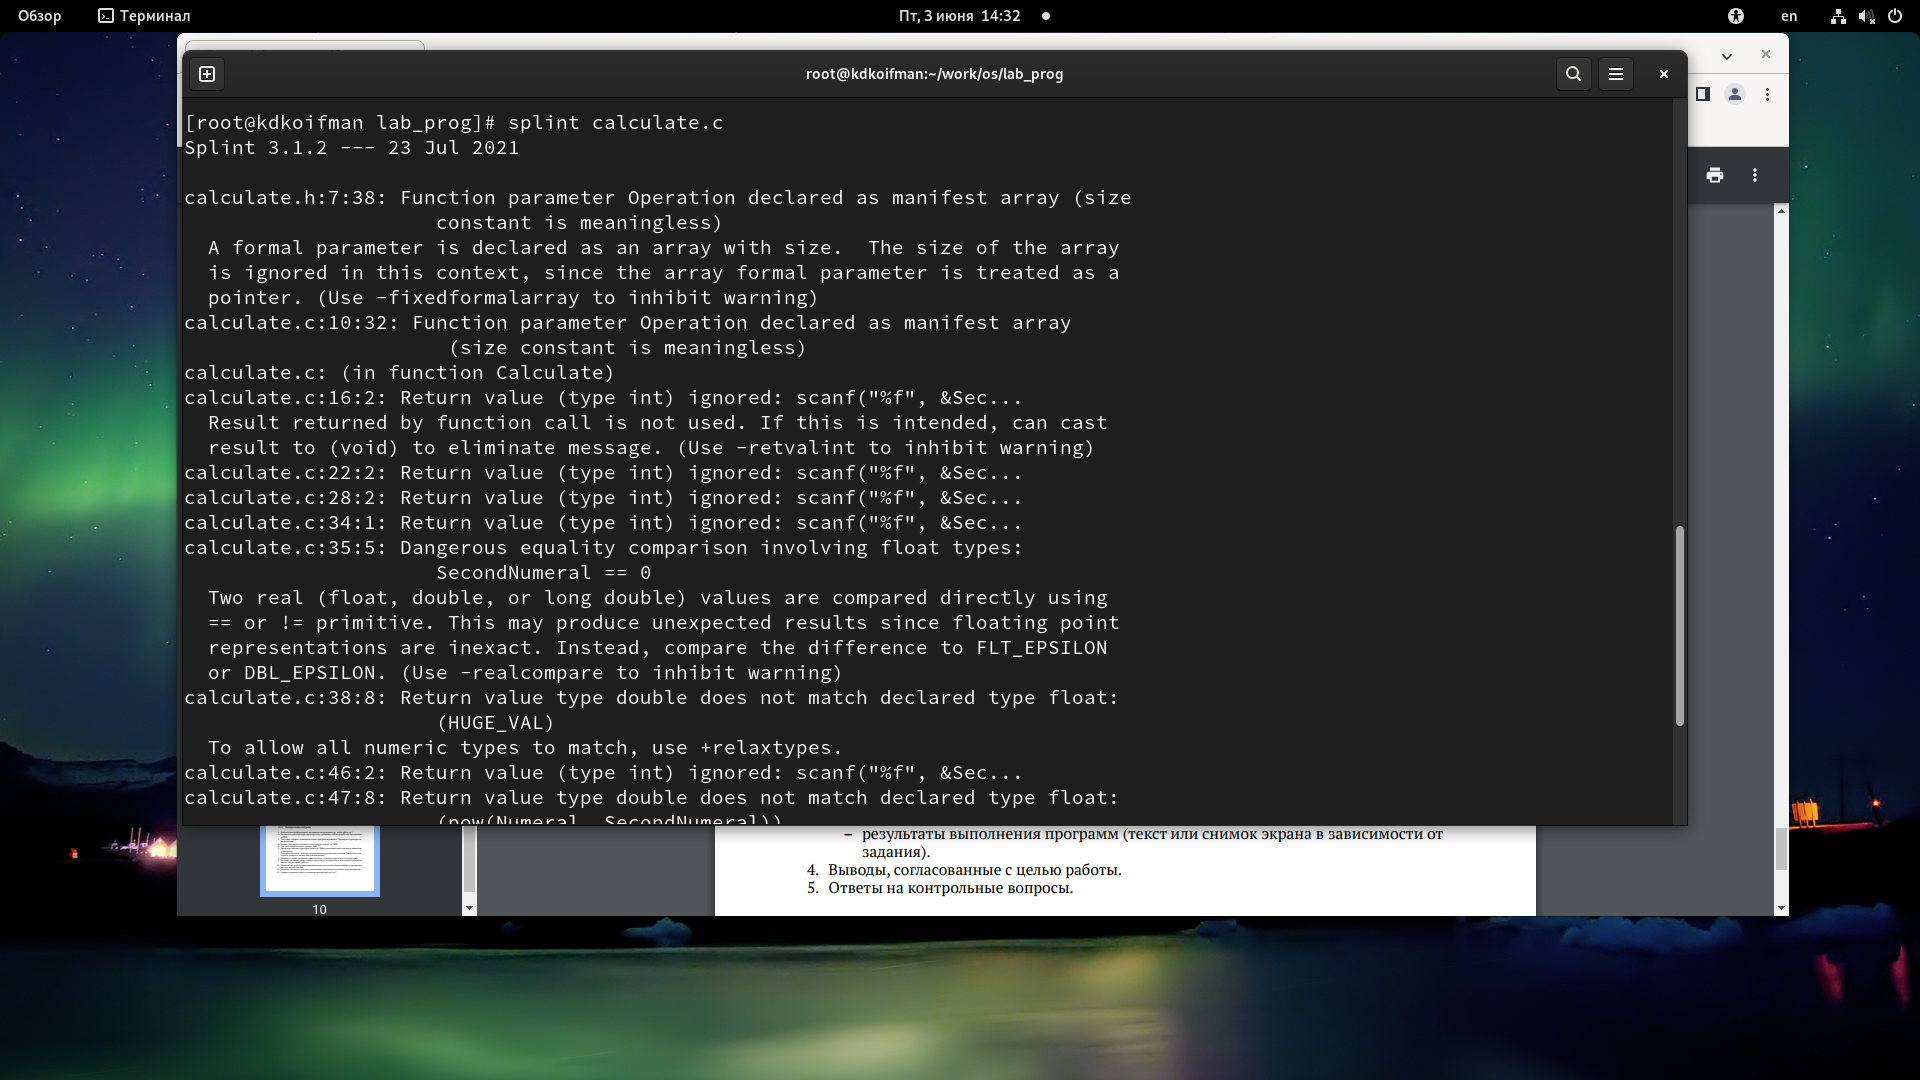 Обзор
Терминал
Пт, 3 июня 14:32
en
root@kdkoifman:~/work/os/lab_prog
[root@kdkoifman lab_prog]# splint calculate.c
Splint 3.1.2 --- 23 Jul 2021
calculate.h:7:38: Function parameter Operation declared as manifest array (size
constant is meaningless)
A formal parameter is declared as an array with size.  The size of the array
is ignored in this context, since the array formal parameter is treated as a
pointer. (Use -fixedformalarray to inhibit warning)
calculate.c:10:32: Function parameter Operation declared as manifest array
(size constant is meaningless)
calculate.c: (in function Calculate)
calculate.c:16:2: Return value (type int) ignored: scanf("%f", &Sec...
Result returned by function call is not used. If this is intended, can cast
result to (void) to eliminate message. (Use -retvalint to inhibit warning)
calculate.c:22:2: Return value (type int) ignored: scanf("%f", &Sec...
calculate.c:28:2: Return value (type int) ignored: scanf("%f", &Sec...
calculate.c:34:1: Return value (type int) ignored: scanf("%f", &Sec...
calculate.c:35:5: Dangerous equality comparison involving float types:
SecondNumeral == 0
Two real (float, double, or long double) values are compared directly using
== or != primitive. This may produce unexpected results since floating point
representations are inexact. Instead, compare the difference to FLT_EPSILON
or DBL_EPSILON. (Use -realcompare to inhibit warning)
calculate.c:38:8: Return value type double does not match declared type float:
(HUGE_VAL)
To allow all numeric types to match, use +relaxtypes.
calculate.c:46:2: Return value (type int) ignored: scanf("%f", &Sec...
calculate.c:47:8: Return value type double does not match declared type float:
(pow(Numeral, SecondNumeral))
– результаты выполнения программ (текст или снимок экрана в зависимости от
задания).
4. Выводы, согласованные с целью работы.
5. Ответы на контрольные вопросы.
10